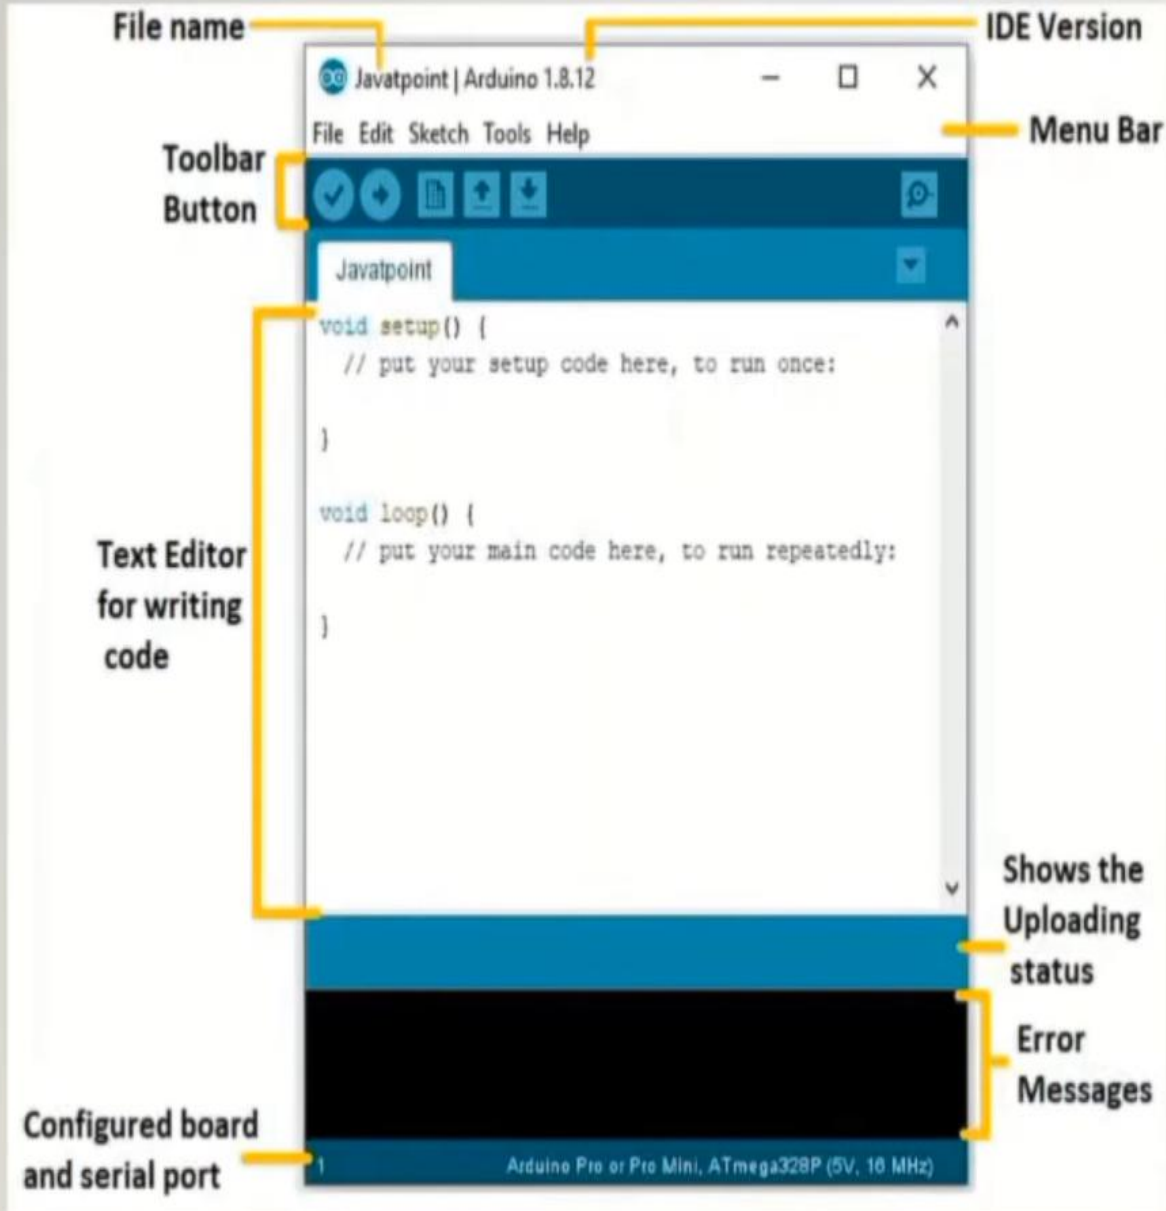 File name
IDE Version
Javatpoint | Arduino 1.8.12
File Edit Sketch Tools Help
Menu Bar
Toolbar
Button
Javatpoint
void setup() {
// put your setup code here, to run once:
}
void loop() {
// put your main code here, to run repeatedly:
}
Text Editor
for writing
code
Shows the
Uploading
status
Error
Messages
Configured board
and serial port
1
Arduino Pro or Pro Mini, ATmega328P (5V, 16 MHz)